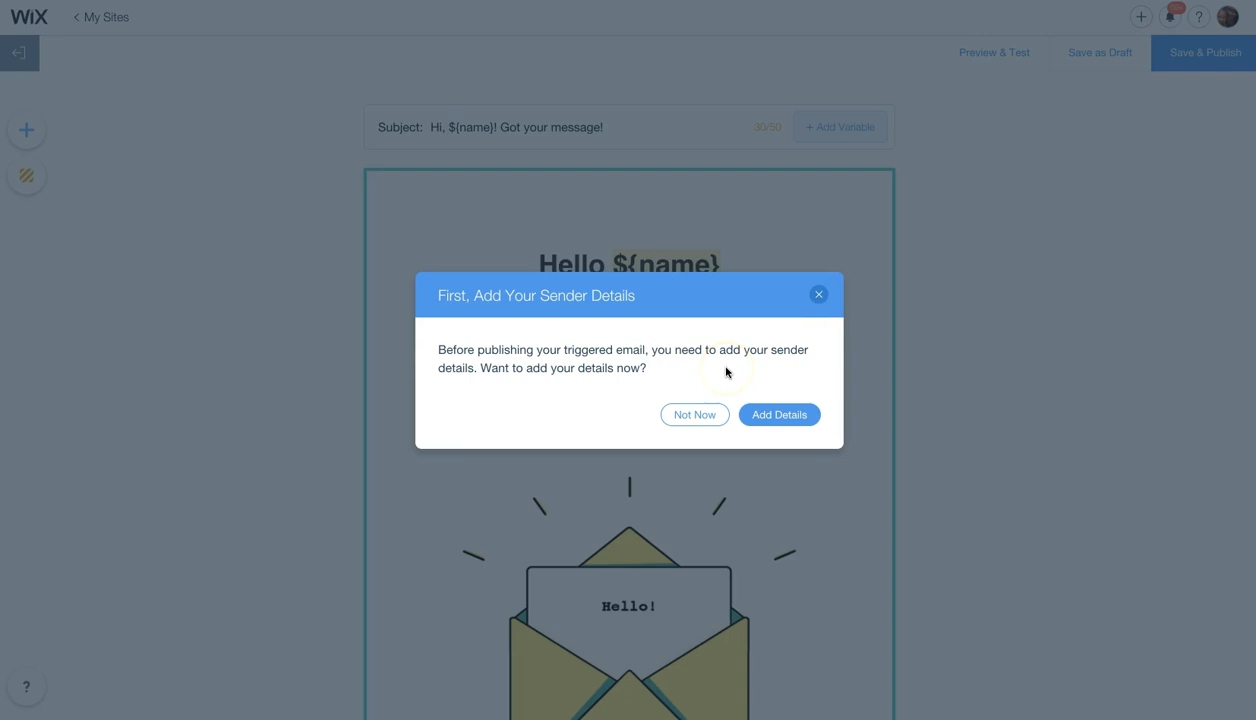 WiX
< My Sites
?
Preview & Test
Save as Draft
Save & Publish
Subject: Hi, ${name}! Got your message!
30/50
+ Add Variable
Hello ${name}
First, Add Your Sender Details
Before publishing your triggered email, you need to add your sender
details. Want to add your details now?
Not Now
Add Details
Hello!
?